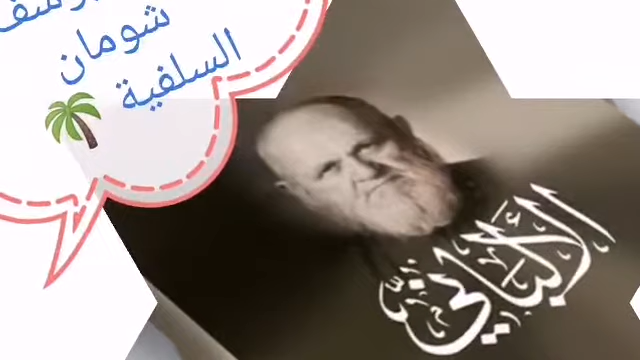 شومان
السلفية 🌴
الألباني